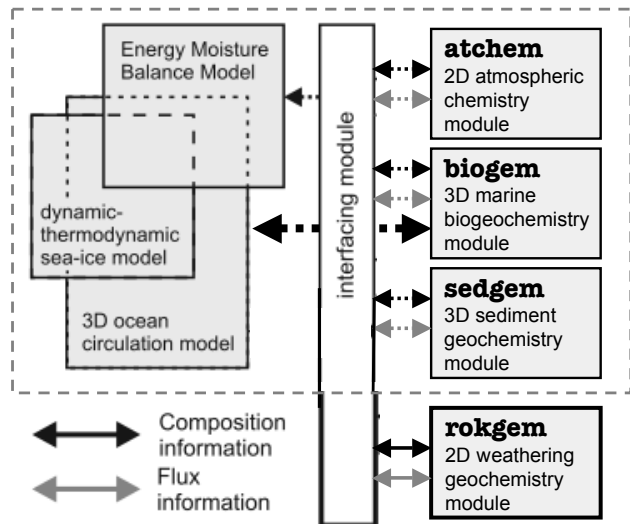 Energy Moisture
Balance Model
dynamic-
thermodynamic
sea-ice model
3D ocean
circulation model
interfacing module
atchem
2D atmospheric
chemistry
module
biogem
3D marine
biogeochemistry
module
sedgem
3D sediment
geochemistry
module
rokgem
2D weathering
geochemistry
module
Composition
information
Flux
information